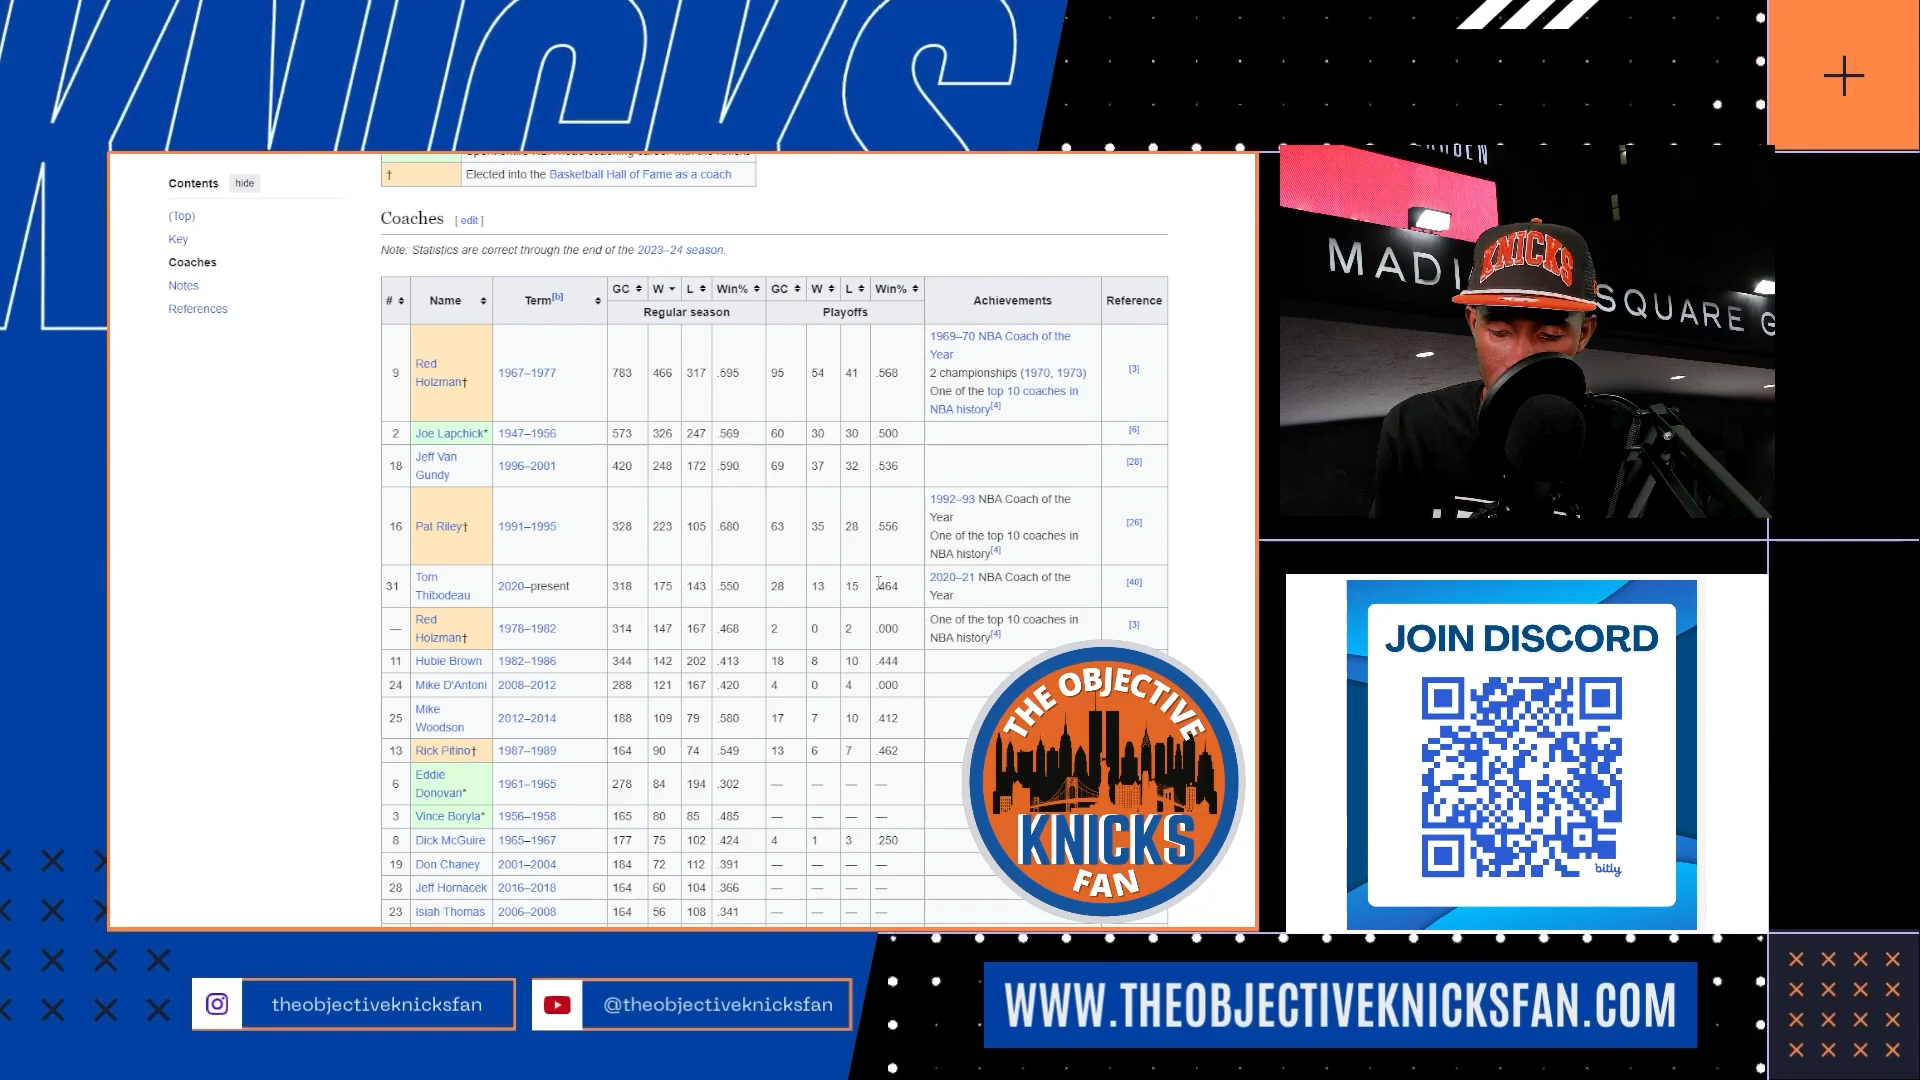 KNICKS
Contents hide
(Top)
Key
Coaches
Notes
References
† Elected into the Basketball Hall of Fame as a coach
Coaches [ edit ]
Note: Statistics are correct through the end of the 2023–24 season.
# Name Term[b] GC W L Win% GC W L Win% Achievements Reference
Regular season Playoffs
9 Red Holzman† 1967–1977 783 466 317 .595 95 54 41 .568 1969–70 NBA Coach of the Year 2 championships (1970, 1973) One of the top 10 coaches in NBA history[4] [3]
2 Joe Lapchick* 1947–1956 573 326 247 .569 60 30 30 .500 [6]
18 Jeff Van Gundy 1996–2001 420 248 172 .590 69 37 32 .536 [28]
16 Pat Riley† 1991–1995 328 223 105 .680 63 35 28 .556 1992–93 NBA Coach of the Year One of the top 10 coaches in NBA history[4] [26]
31 Tom Thibodeau 2020–present 318 175 143 .550 28 13 15 .464 2020–21 NBA Coach of the Year [40]
— Red Holzman† 1978–1982 314 147 167 .468 2 0 2 .000 One of the top 10 coaches in NBA history[4] [3]
11 Hubie Brown 1982–1986 344 142 202 .413 18 8 10 .444
24 Mike D'Antoni 2008–2012 288 121 167 .420 4 0 4 .000
25 Mike Woodson 2012–2014 188 109 79 .580 17 7 10 .412
13 Rick Pitino† 1987–1989 164 90 74 .549 13 6 7 .462
6 Eddie Donovan* 1961–1965 278 84 194 .302 — — — —
3 Vince Boryla* 1956–1958 165 80 85 .485 — — — —
8 Dick McGuire 1965–1967 177 75 102 .424 4 1 3 .250
19 Don Chaney 2001–2004 184 72 112 .391 — — — —
28 Jeff Hornacek 2016–2018 164 60 104 .366 — — — —
23 Isiah Thomas 2006–2008 164 56 108 .341 — — — —
THE OBJECTIVE
KNICKS
FAN
MADI SQUARE G
KNICKS
JOIN DISCORD
bitly
theobjectiveknicksfan
@theobjectiveknicksfan
WWW.THEOBJECTIVEKNICKSFAN.COM